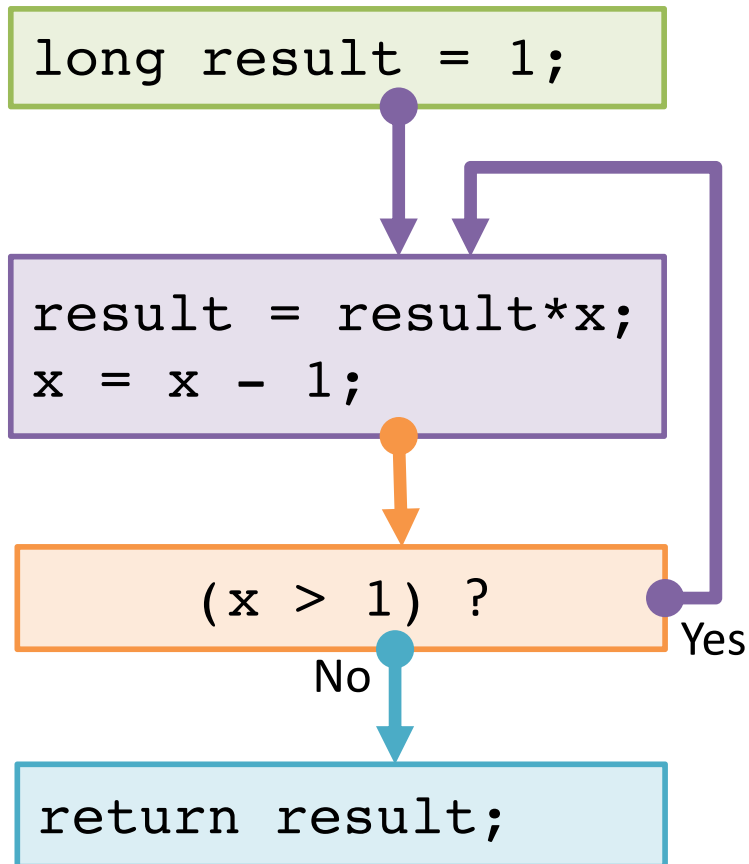 long result = 1;
result = result*x;
x = x - 1;
(x > 1) ?
Yes
No
return result;